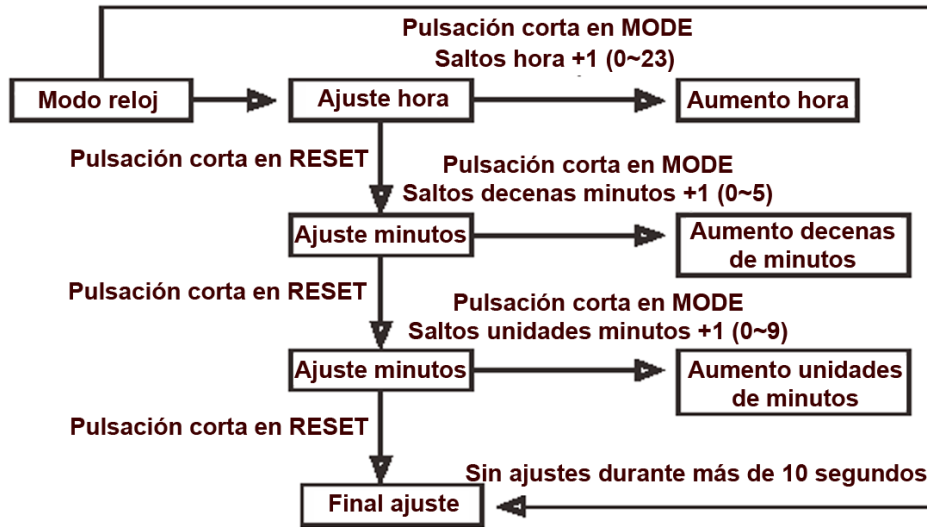 Pulsación corta en MODE
Saltos hora +1 (0~23)
Modo reloj
Ajuste hora
Aumento hora
Pulsación corta en RESET
Pulsación corta en MODE
Saltos decenas minutos +1 (0~5)
Ajuste minutos
Aumento decenas
de minutos
Pulsación corta en RESET
Pulsación corta en MODE
Saltos unidades minutos +1 (0~9)
Ajuste minutos
Aumento unidades
de minutos
Pulsación corta en RESET
Sin ajustes durante más de 10 segundos
Final ajuste